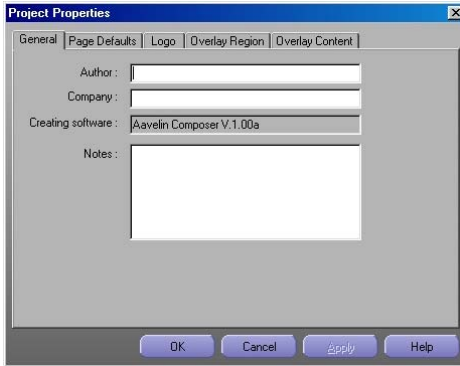 Project Properties
General Page Defaults Logo Overlay Region Overlay Content
Author :
Company :
Creating software : Aavelin Composer V.1.00a
Notes :
OK Cancel Apply Help